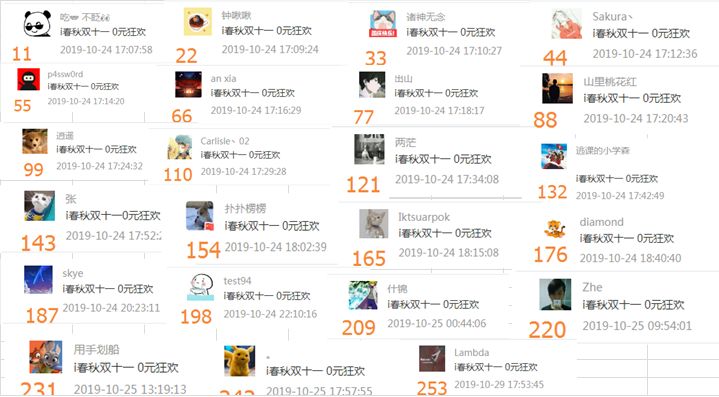 吃 不眨
i春秋双十一 0元狂欢
11 2019-10-24 17:07:58
钟啾啾
i春秋双十一 0元狂欢
22 2019-10-24 17:09:24
诸神无念
i春秋双十一 0元狂欢
33 2019-10-24 17:10:27
Sakura丶
i春秋双十一 0元狂欢
44 2019-10-24 17:12:36
p4ssw0rd
i春秋双十一 0元狂欢
55 2019-10-24 17:14:20
an xia
i春秋双十一 0元狂欢
66 2019-10-24 17:16:29
出山
i春秋双十一 0元狂欢
77 2019-10-24 17:18:17
山里桃花红
i春秋双十一 0元狂欢
88 2019-10-24 17:20:43
逍遥
i春秋双十一 0元狂欢
99 2019-10-24 17:24:32
Carlisle丶02
i春秋双十一 0元狂欢
110 2019-10-24 17:29:28
两茫
i春秋双十一 0元狂欢
121 2019-10-24 17:34:08
逃课的小学森
i春秋双十一 0元狂欢
132 2019-10-24 17:42:49
张
i春秋双十一 0元狂欢
143 2019-10-24 17:52:2
扑扑楞楞
i春秋双十一 0元狂欢
154 2019-10-24 18:02:39
lktsuarpok
i春秋双十一 0元狂欢
165 2019-10-24 18:15:08
diamond
i春秋双十一 0元狂欢
176 2019-10-24 18:40:40
skye
i春秋双十一 0元狂欢
187 2019-10-24 20:23:11
test94
i春秋双十一 0元狂欢
198 2019-10-24 22:10:16
什锦
i春秋双十一 0元狂欢
209 2019-10-25 00:44:06
Zhe
i春秋双十一 0元狂欢
220 2019-10-25 09:54:01
用手划船
i春秋双十一 0元狂欢
231 2019-10-25 13:19:13
i春秋双十一 0元狂欢
242 2019-10-25 17:57:55
Lambda
i春秋双十一 0元狂欢
253 2019-10-29 17:53:45